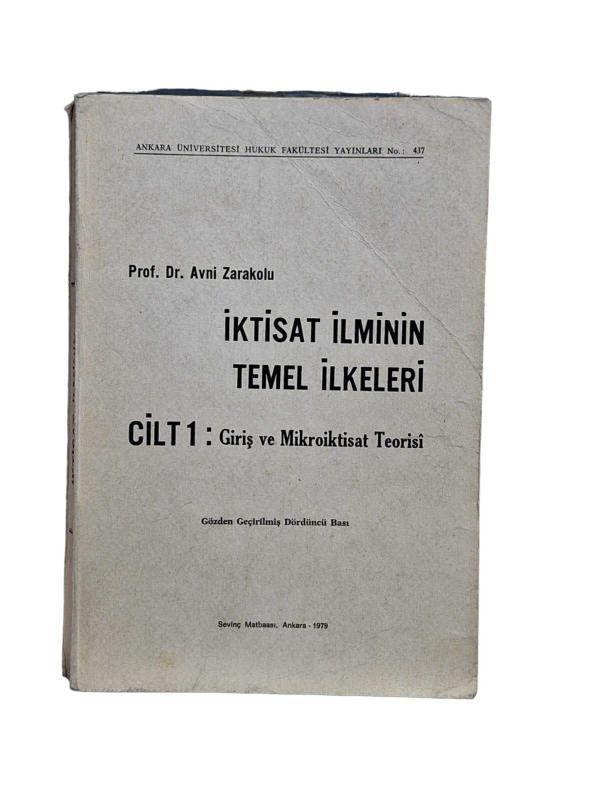 ANKARA ÜNİVERSİTESİ HUKUK FAKÜLTESİ YAYINLARI No.: 437
Prof. Dr. Avni Zarakolu
İKTİSAT İLMİNİN
TEMEL İLKELERİ
CİLT 1 : Giriş ve Mikroiktisat Teorisî
Gözden Geçirilmiş Dördüncü Bası
Sevinç Matbaası, Ankara - 1979